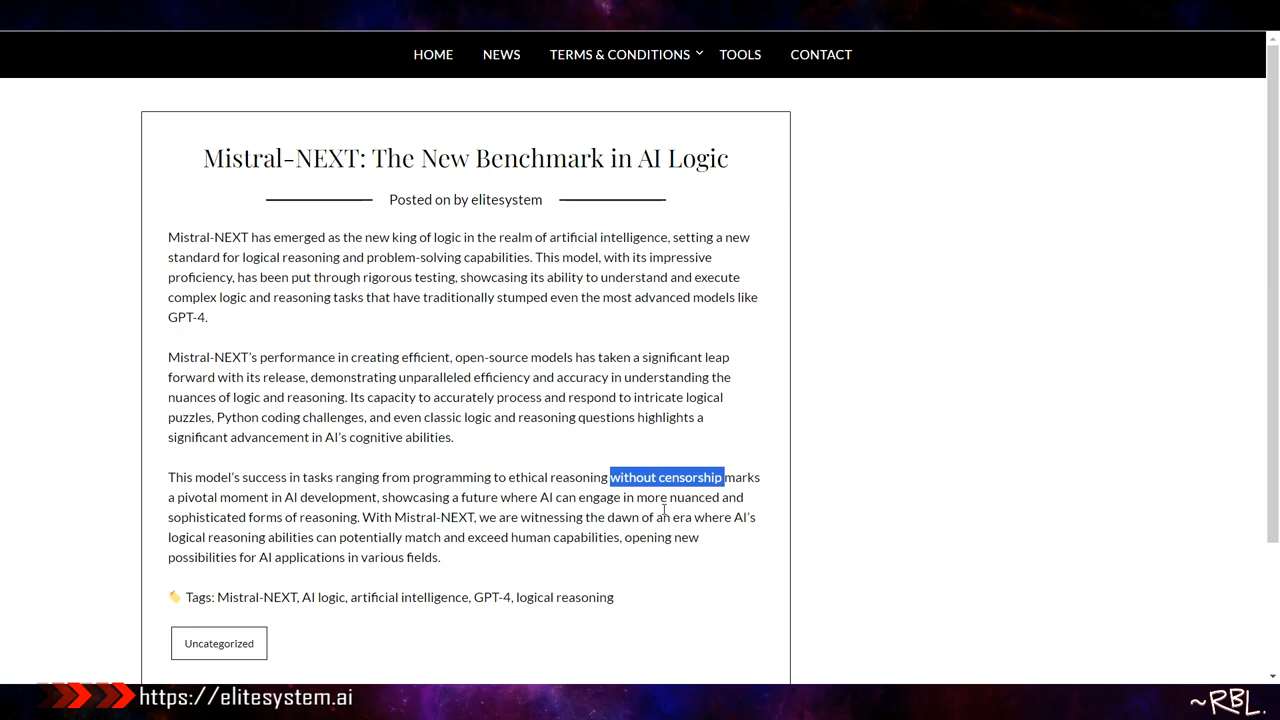 HOME NEWS TERMS & CONDITIONS TOOLS CONTACT
Mistral-NEXT: The New Benchmark in AI Logic
Posted on by elitesystem
Mistral-NEXT has emerged as the new king of logic in the realm of artificial intelligence, setting a new
standard for logical reasoning and problem-solving capabilities. This model, with its impressive
proficiency, has been put through rigorous testing, showcasing its ability to understand and execute
complex logic and reasoning tasks that have traditionally stumped even the most advanced models like
GPT-4.
Mistral-NEXT’s performance in creating efficient, open-source models has taken a significant leap
forward with its release, demonstrating unparalleled efficiency and accuracy in understanding the
nuances of logic and reasoning. Its capacity to accurately process and respond to intricate logical
puzzles, Python coding challenges, and even classic logic and reasoning questions highlights a
significant advancement in AI’s cognitive abilities.
This model’s success in tasks ranging from programming to ethical reasoning without censorship marks
a pivotal moment in AI development, showcasing a future where AI can engage in more nuanced and
sophisticated forms of reasoning. With Mistral-NEXT, we are witnessing the dawn of an era where AI’s
logical reasoning abilities can potentially match and exceed human capabilities, opening new
possibilities for AI applications in various fields.
Tags: Mistral-NEXT, AI logic, artificial intelligence, GPT-4, logical reasoning
Uncategorized
https://elitesystem.ai
~RBL.